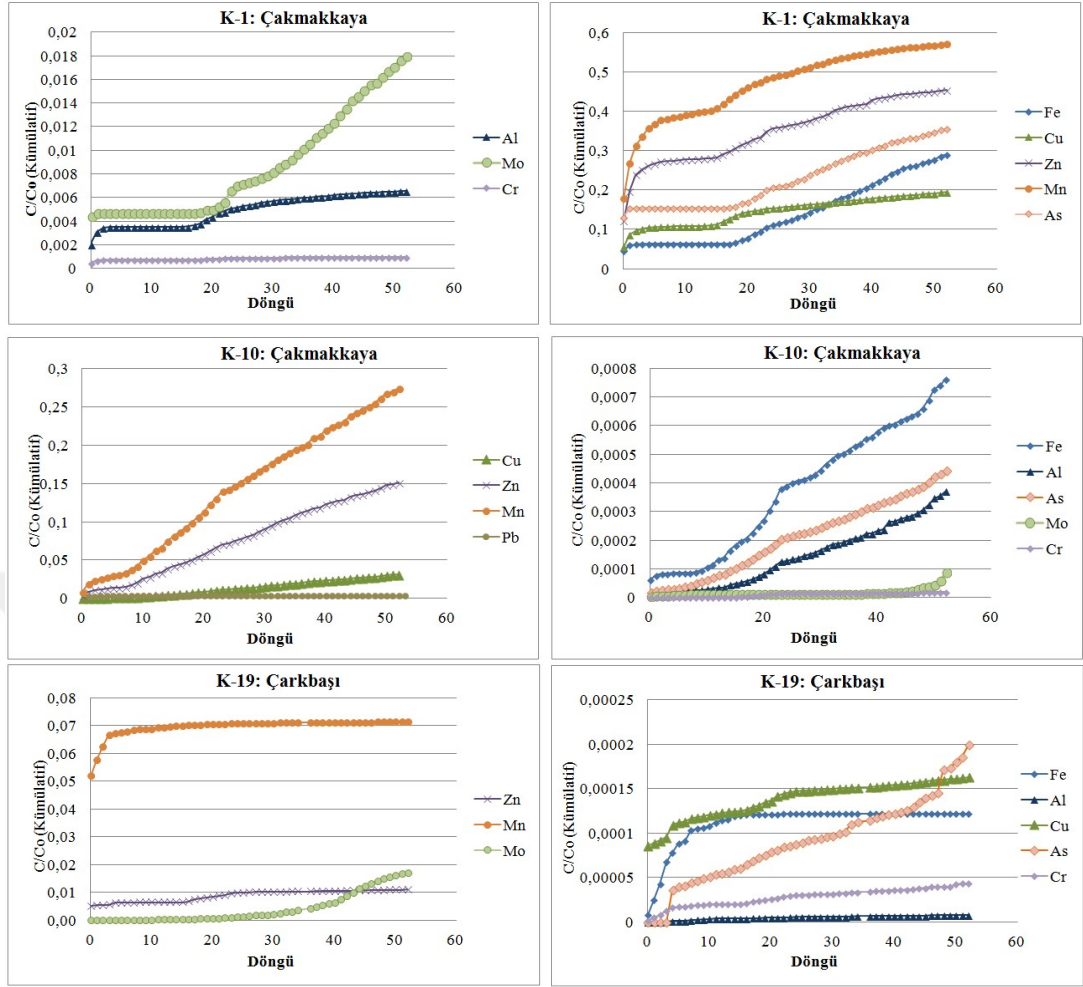 K-1: Çakmakkaya
C/Co (Kümülatif)
0,02
0,018
0,016
0,014
0,012
0,01
0,008
0,006
0,004
0,002
0
0 10 20 30 40 50 60
Döngü
Al
Mo
Cr
K-1: Çakmakkaya
C/Co (Kümülatif)
0,6
0,5
0,4
0,3
0,2
0,1
0
0 10 20 30 40 50 60
Döngü
Fe
Cu
Zn
Mn
As
K-10: Çakmakkaya
C/Co (Kümülatif)
0,3
0,25
0,2
0,15
0,1
0,05
0
0 10 20 30 40 50 60
Döngü
Cu
Zn
Mn
Pb
K-10: Çakmakkaya
C/Co (Kümülatif)
0,0008
0,0007
0,0006
0,0005
0,0004
0,0003
0,0002
0,0001
0
0 20 40 60
Döngü
Fe
Al
As
Mo
Cr
K-19: Çarkbaşı
C/Co (Kümülatif)
0,08
0,07
0,06
0,05
0,04
0,03
0,02
0,01
0,00
0 10 20 30 40 50 60
Döngü
Zn
Mn
Mo
K-19: Çarkbaşı
C/Co (Kümülatif)
0,00025
0,0002
0,00015
0,0001
0,00005
0
0 10 20 30 40 50 60
Döngü
Fe
Al
Cu
As
Cr